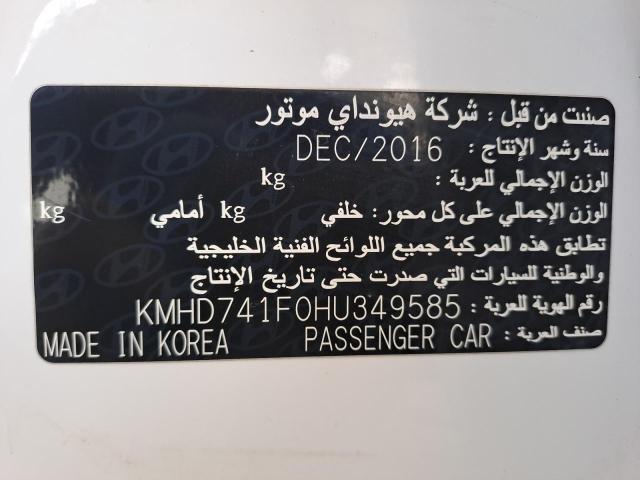 صنعت من قبل : شركة هيونداي موتور
سنة وشهر الإنتاج : DEC/2016
الوزن الإجمالي للعربة : kg
الوزن الإجمالي على كل محور: خلفي kg أمامي kg
تطابق هذه المركبة جميع اللوائح الفنية الخليجية
والوطنية للسيارات التي صدرت حتى تاريخ الإنتاج
رقم الهوية للعربة : KMHD741F0HU349585
صنف العربة : PASSENGER CAR MADE IN KOREA